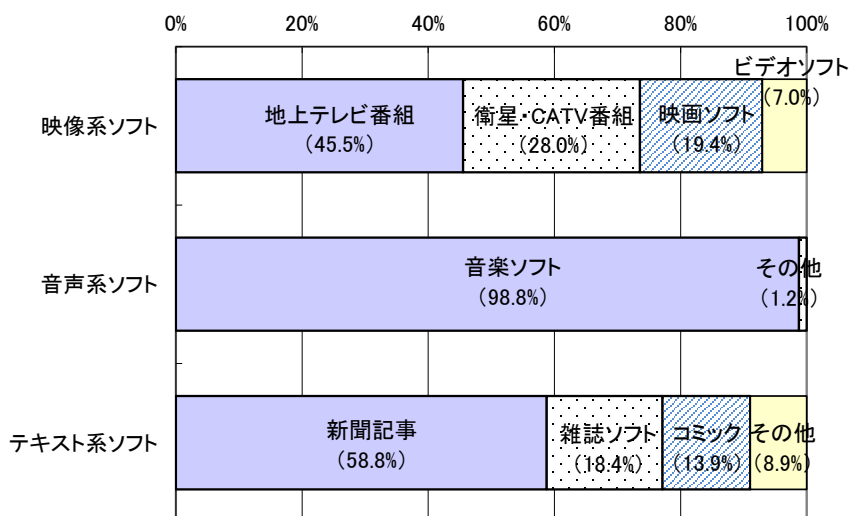 0% 20% 40% 60% 80% 100%
ビデオソフト
(7.0%)
映像系ソフト
地上テレビ番組
(45.5%)
衛星・CATV番組
(28.0%)
映画ソフト
(19.4%)
音声系ソフト
音楽ソフト
(98.8%)
その他
(1.2%)
テキスト系ソフト
新聞記事
(58.8%)
雑誌ソフト
(18.4%)
コミック
(13.9%)
その他
(8.9%)